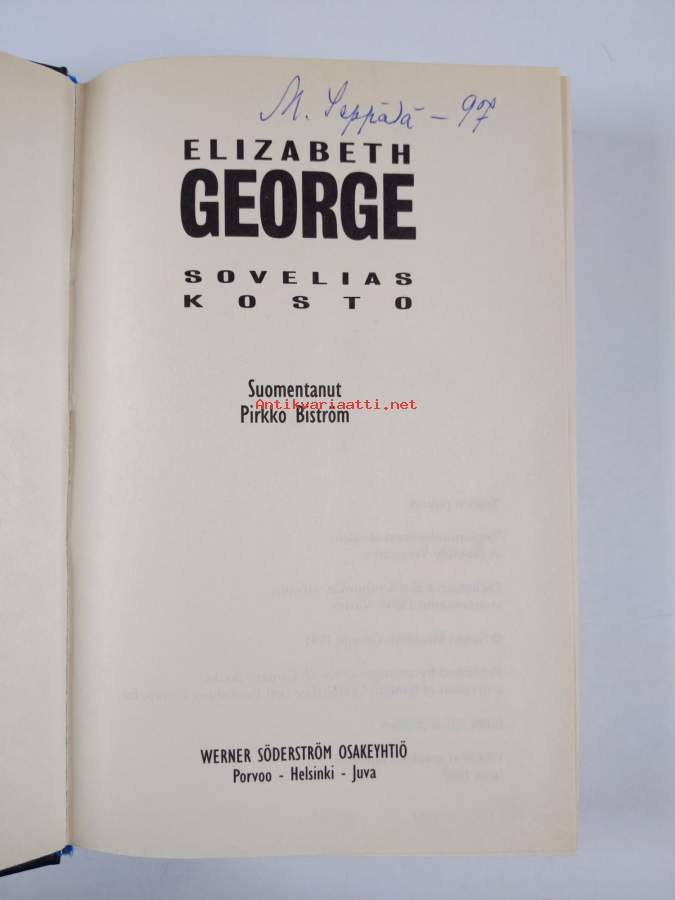 M. Seppälä - 97
ELIZABETH
GEORGE
SOVELIAS
KOSTO
Suomentanut
Antikvariaatti.net
Pirkko Biström
WERNER SÖDERSTRÖM OSAKEYHTIÖ
Porvoo - Helsinki - Juva